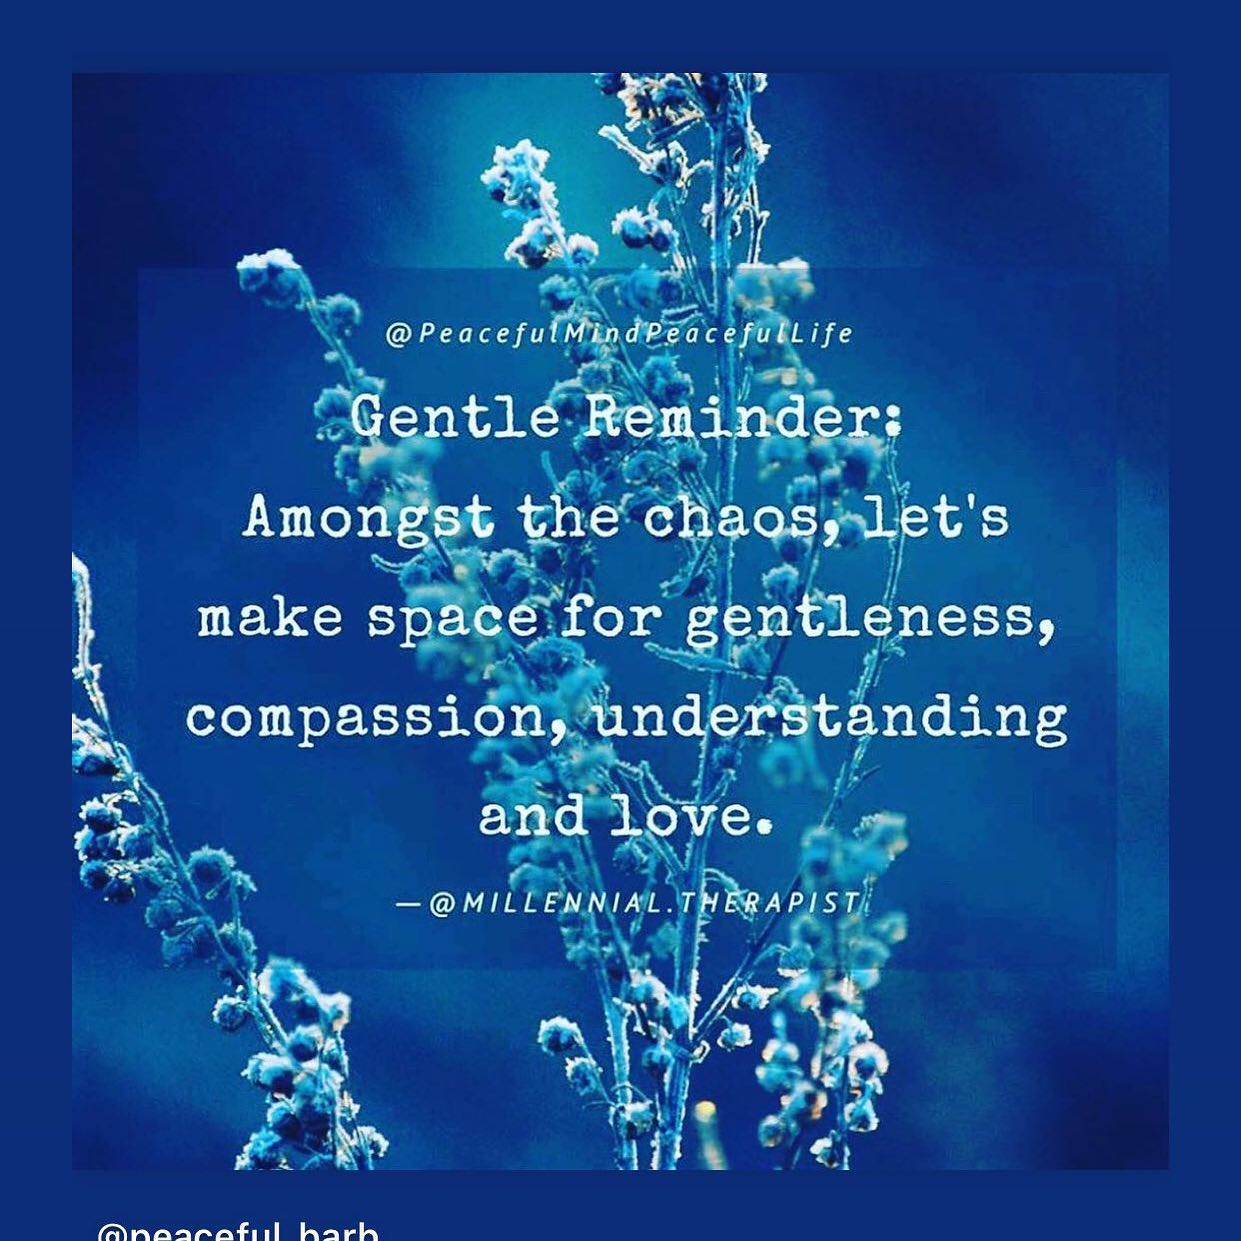 @PeacefulMindPeacefulLife
Gentle Reminder:
Amongst the chaos, let's
make space for gentleness,
compassion, understanding
and love.
—@MILLENNIAL.THERAPIST
@peaceful_barb